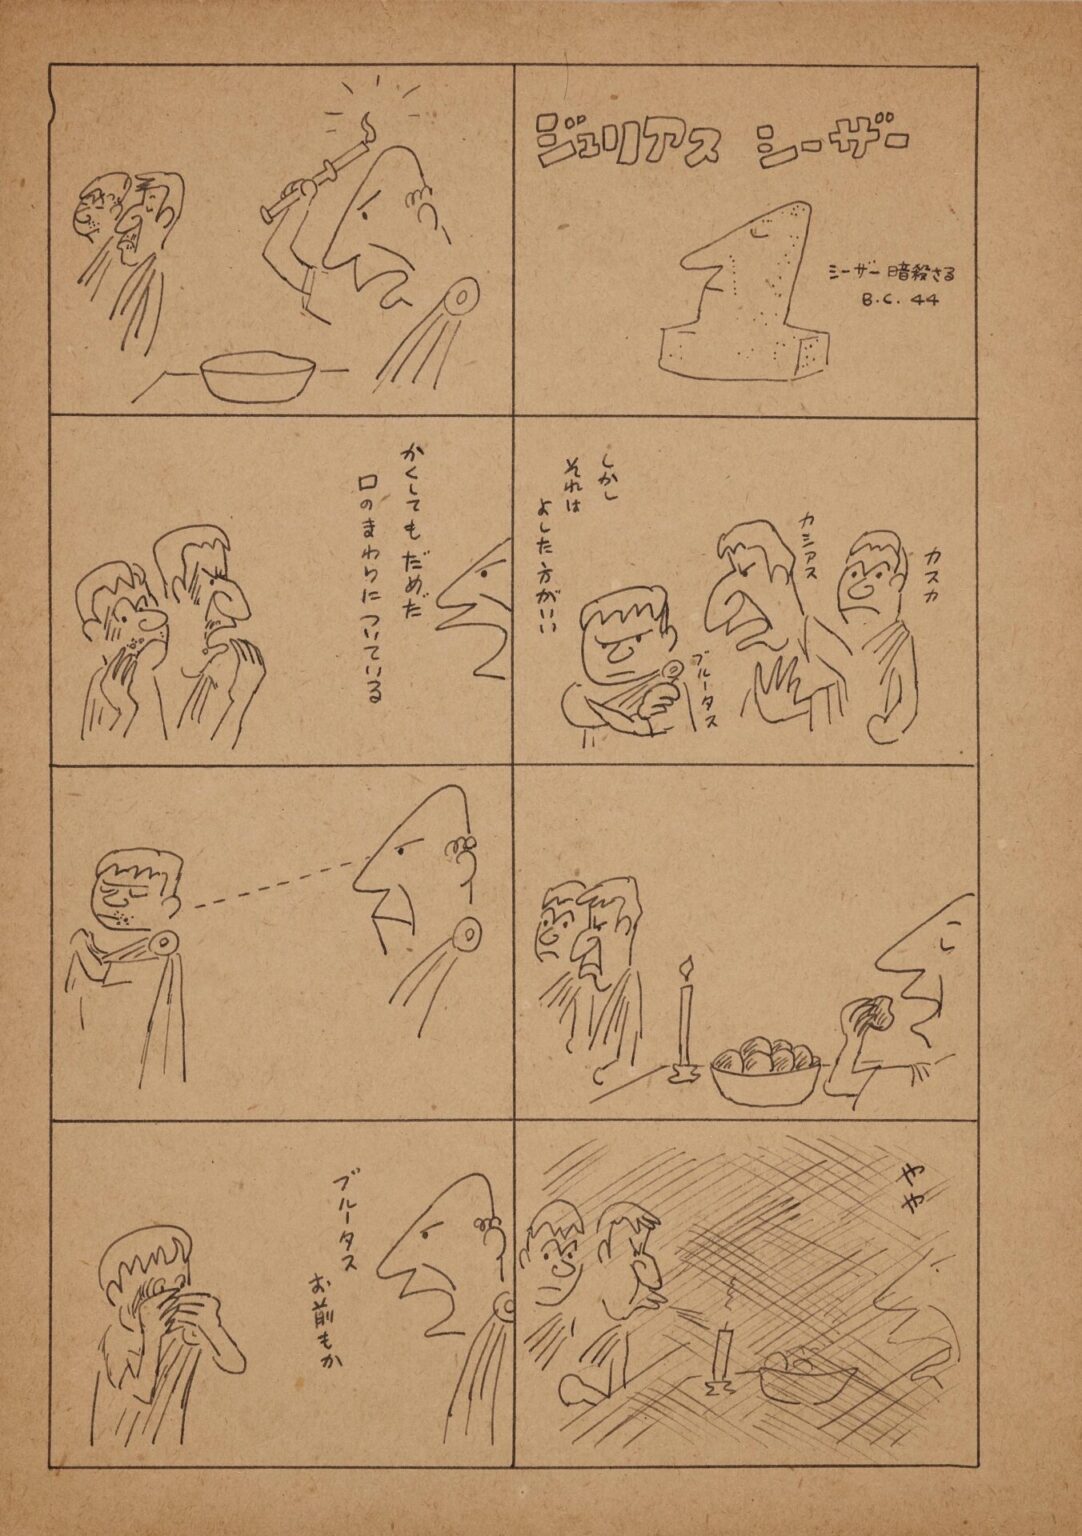 ジュリアス シーザー
シーザー暗殺さる
B.C. 44
カスカ
カシアス
ブルータス
しかし
それは
よした方がいい
やや
かくしてもだめだ
口のまわりについている
ブルータス
お前もか